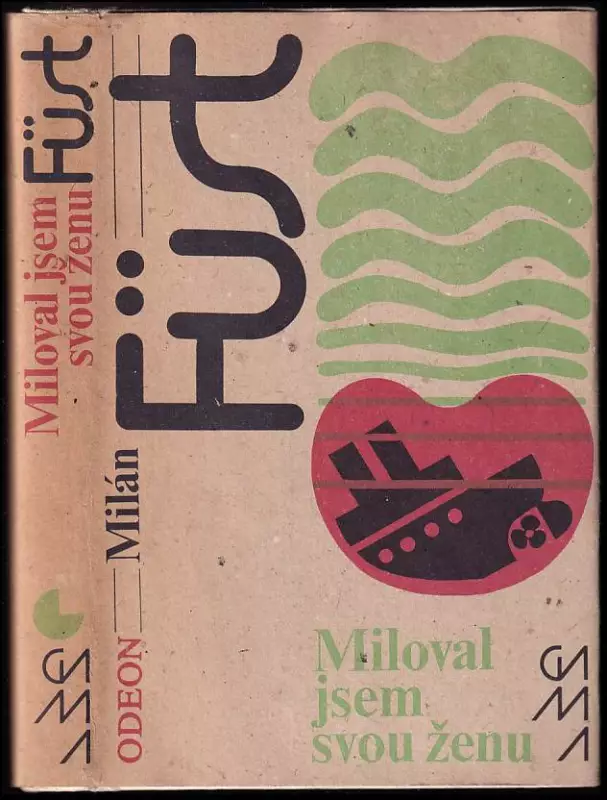 Füst
Miloval jsem
svou ženu
Milán
Füst
ODEON
Miloval
jsem
svou ženu